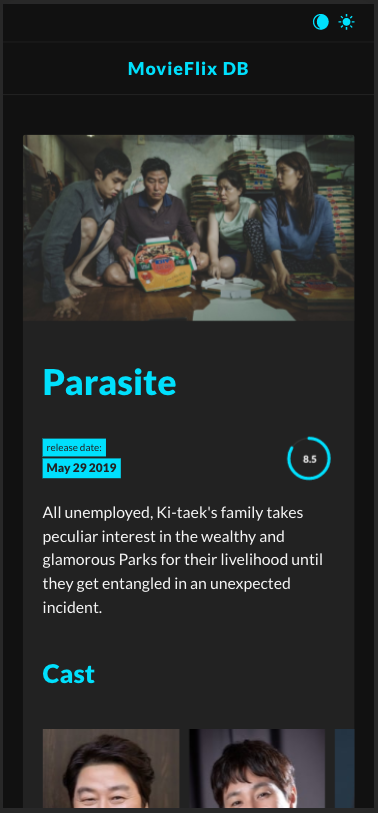 MovieFlix DB
Parasite
release date:
May 29 2019
8.5
All unemployed, Ki-taek's family takes
peculiar interest in the wealthy and
glamorous Parks for their livelihood until
they get entangled in an unexpected
incident.
Cast